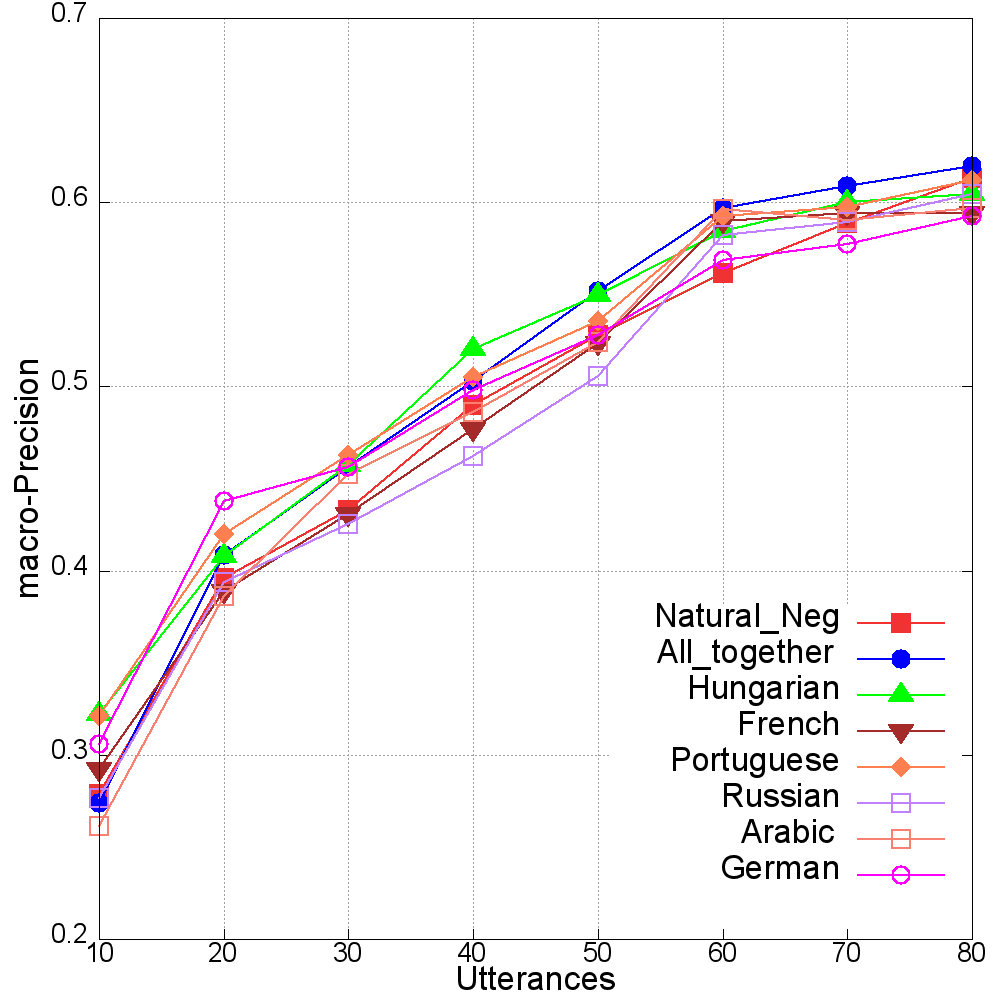 0.7
0.6
0.5
0.4
0.3
0.2
macro-Precision
Natural_Neg
All_together
Hungarian
French
Portuguese
Russian
Arabic
German
10 20 30 40 50 60 70 80
Utterances